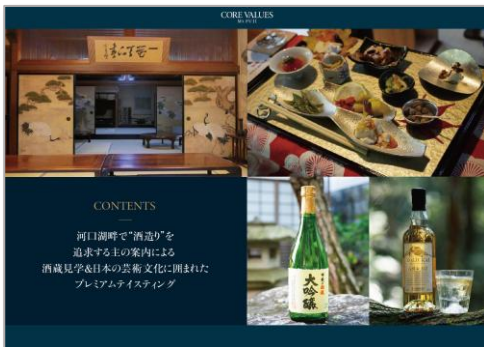 CORE VALUES
CONTENTS
河口湖畔で“酒造り”を
追求する主の案内による
酒蔵見学&日本の芸術文化に囲まれた
プレミアムテイスティング
大吟醸